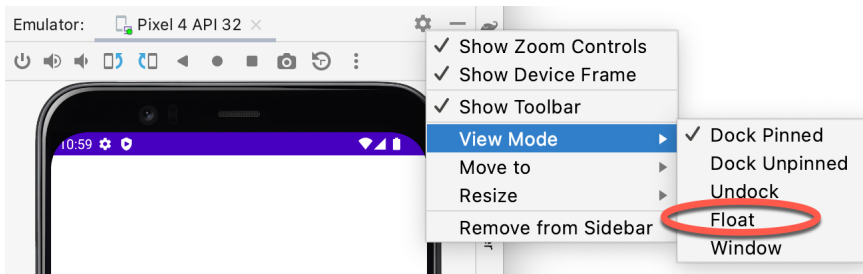 Emulator: Pixel 4 API 32
Show Zoom Controls
Show Device Frame
Show Toolbar
View Mode
Move to
Resize
Remove from Sidebar
Dock Pinned
Dock Unpinned
Undock
Float
Window
10:59